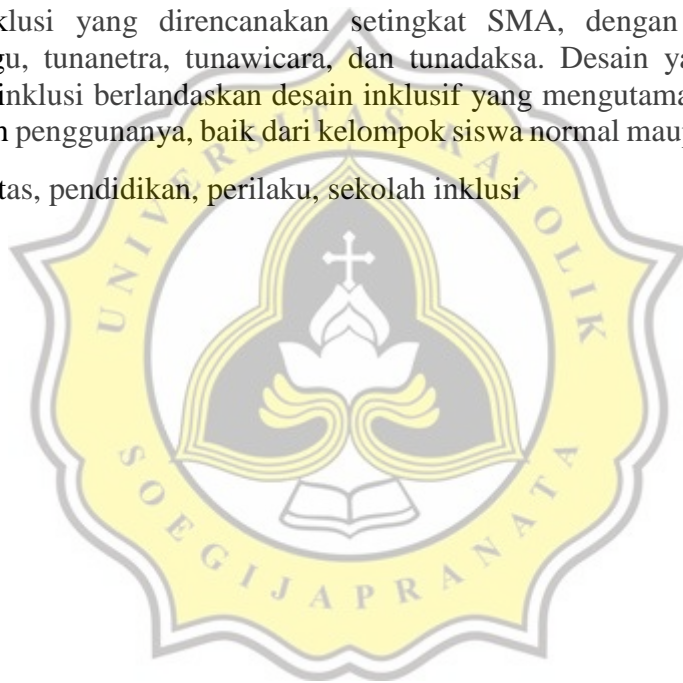 klusi yang direncanakan setingkat SMA, dengan
gu, tunanetra, tunawicara, dan tunadaksa. Desain ya
inklusi berlandaskan desain inklusif yang mengutama
n penggunanya, baik dari kelompok siswa normal maup
tas, pendidikan, perilaku, sekolah inklusi
UNIVERSITAS KATOLIK
SOEGIJAPRANATA